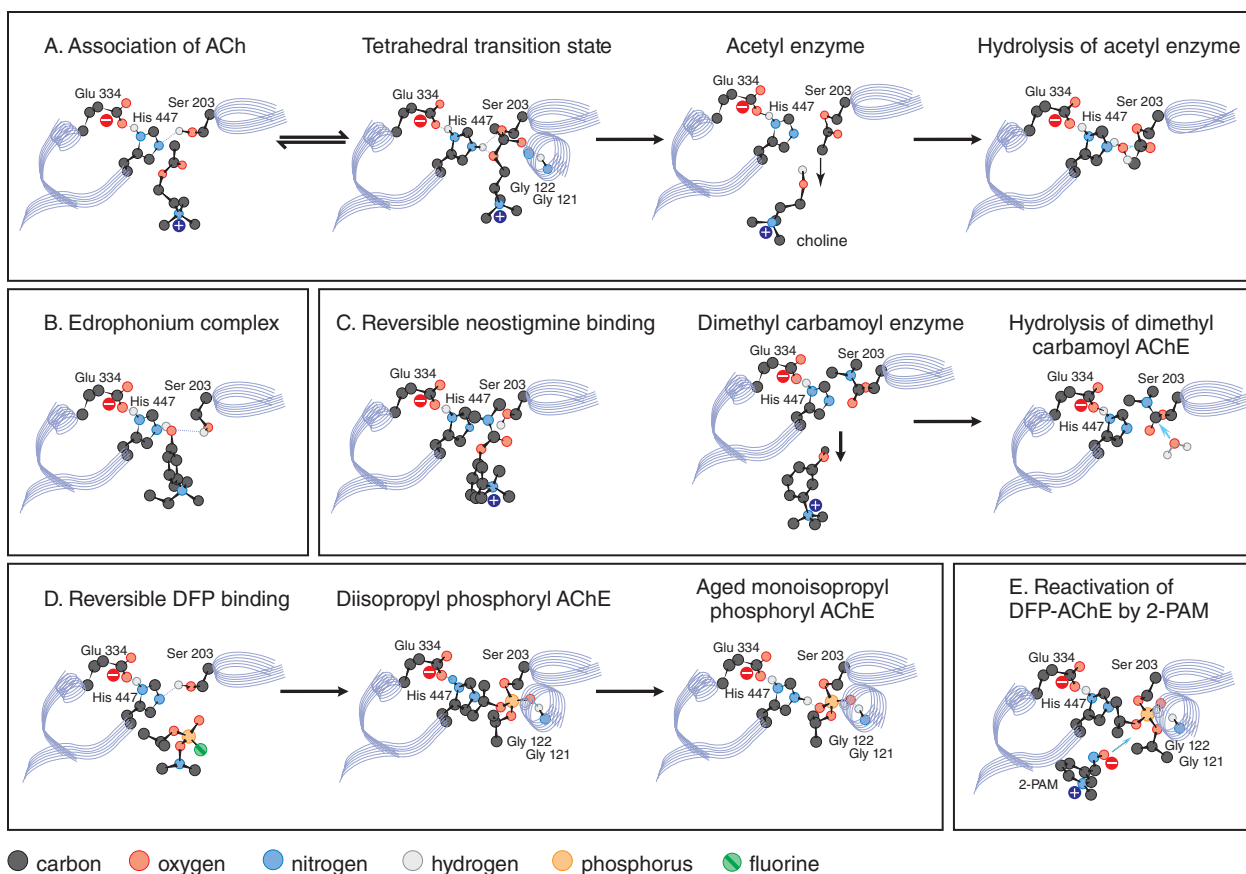 A. Association of ACh
Tetrahedral transition state
Acetyl enzyme
Hydrolysis of acetyl enzyme
Glu 334
His 447
Ser 203
Glu 334
His 447
Ser 203
Gly 122
Gly 121
Glu 334
His 447
Ser 203
choline
Glu 334
His 447
Ser 203
B. Edrophonium complex
Glu 334
His 447
Ser 203
C. Reversible neostigmine binding
Dimethyl carbamoyl enzyme
Hydrolysis of dimethyl
carbamoyl AChE
Glu 334
His 447
Ser 203
Glu 334
His 447
Ser 203
Glu 334
His 447
Ser 203
D. Reversible DFP binding
Diisopropyl phosphoryl AChE
Aged monoisopropyl
phosphoryl AChE
Glu 334
His 447
Ser 203
Glu 334
His 447
Ser 203
Gly 122
Gly 121
Glu 334
His 447
Ser 203
Gly 122
Gly 121
E. Reactivation of
DFP-AChE by 2-PAM
Glu 334
His 447
Ser 203
Gly 122
Gly 121
2-PAM
carbon oxygen nitrogen hydrogen phosphorus fluorine